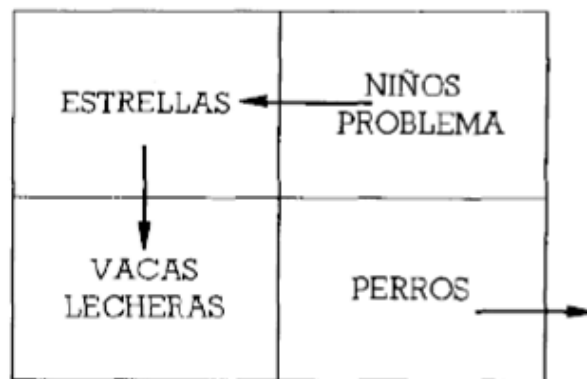 ESTRELLAS
NIÑOS
PROBLEMA
VACAS
LECHERAS
PERROS